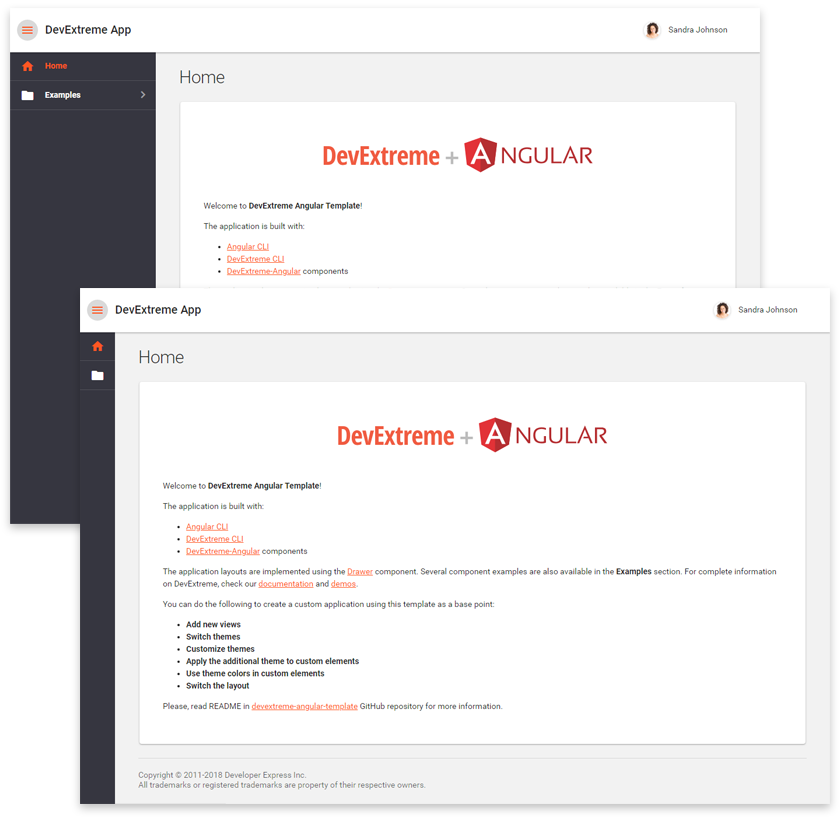 DevExtreme App
Sandra Johnson
Home
Examples
Home
DevExtreme + ANGULAR
Welcome to DevExtreme Angular Template!
The application is built with:
• Angular CLI
• DevExtreme CLI
• DevExtreme-Angular components
DevExtreme App
Sandra Johnson
Home
DevExtreme + ANGULAR
Welcome to DevExtreme Angular Template!
The application is built with:
• Angular CLI
• DevExtreme CLI
• DevExtreme-Angular components
The application layouts are implemented using the Drawer component. Several component examples are also available in the Examples section. For complete information
on DevExtreme, check our documentation and demos.
You can do the following to create a custom application using this template as a base point:
• Add new views
• Switch themes
• Customize themes
• Apply the additional theme to custom elements
• Use theme colors in custom elements
• Switch the layout
Please, read README in devextreme-angular-template GitHub repository for more information.
Copyright © 2011-2018 Developer Express Inc.
All trademarks or registered trademarks are property of their respective owners.